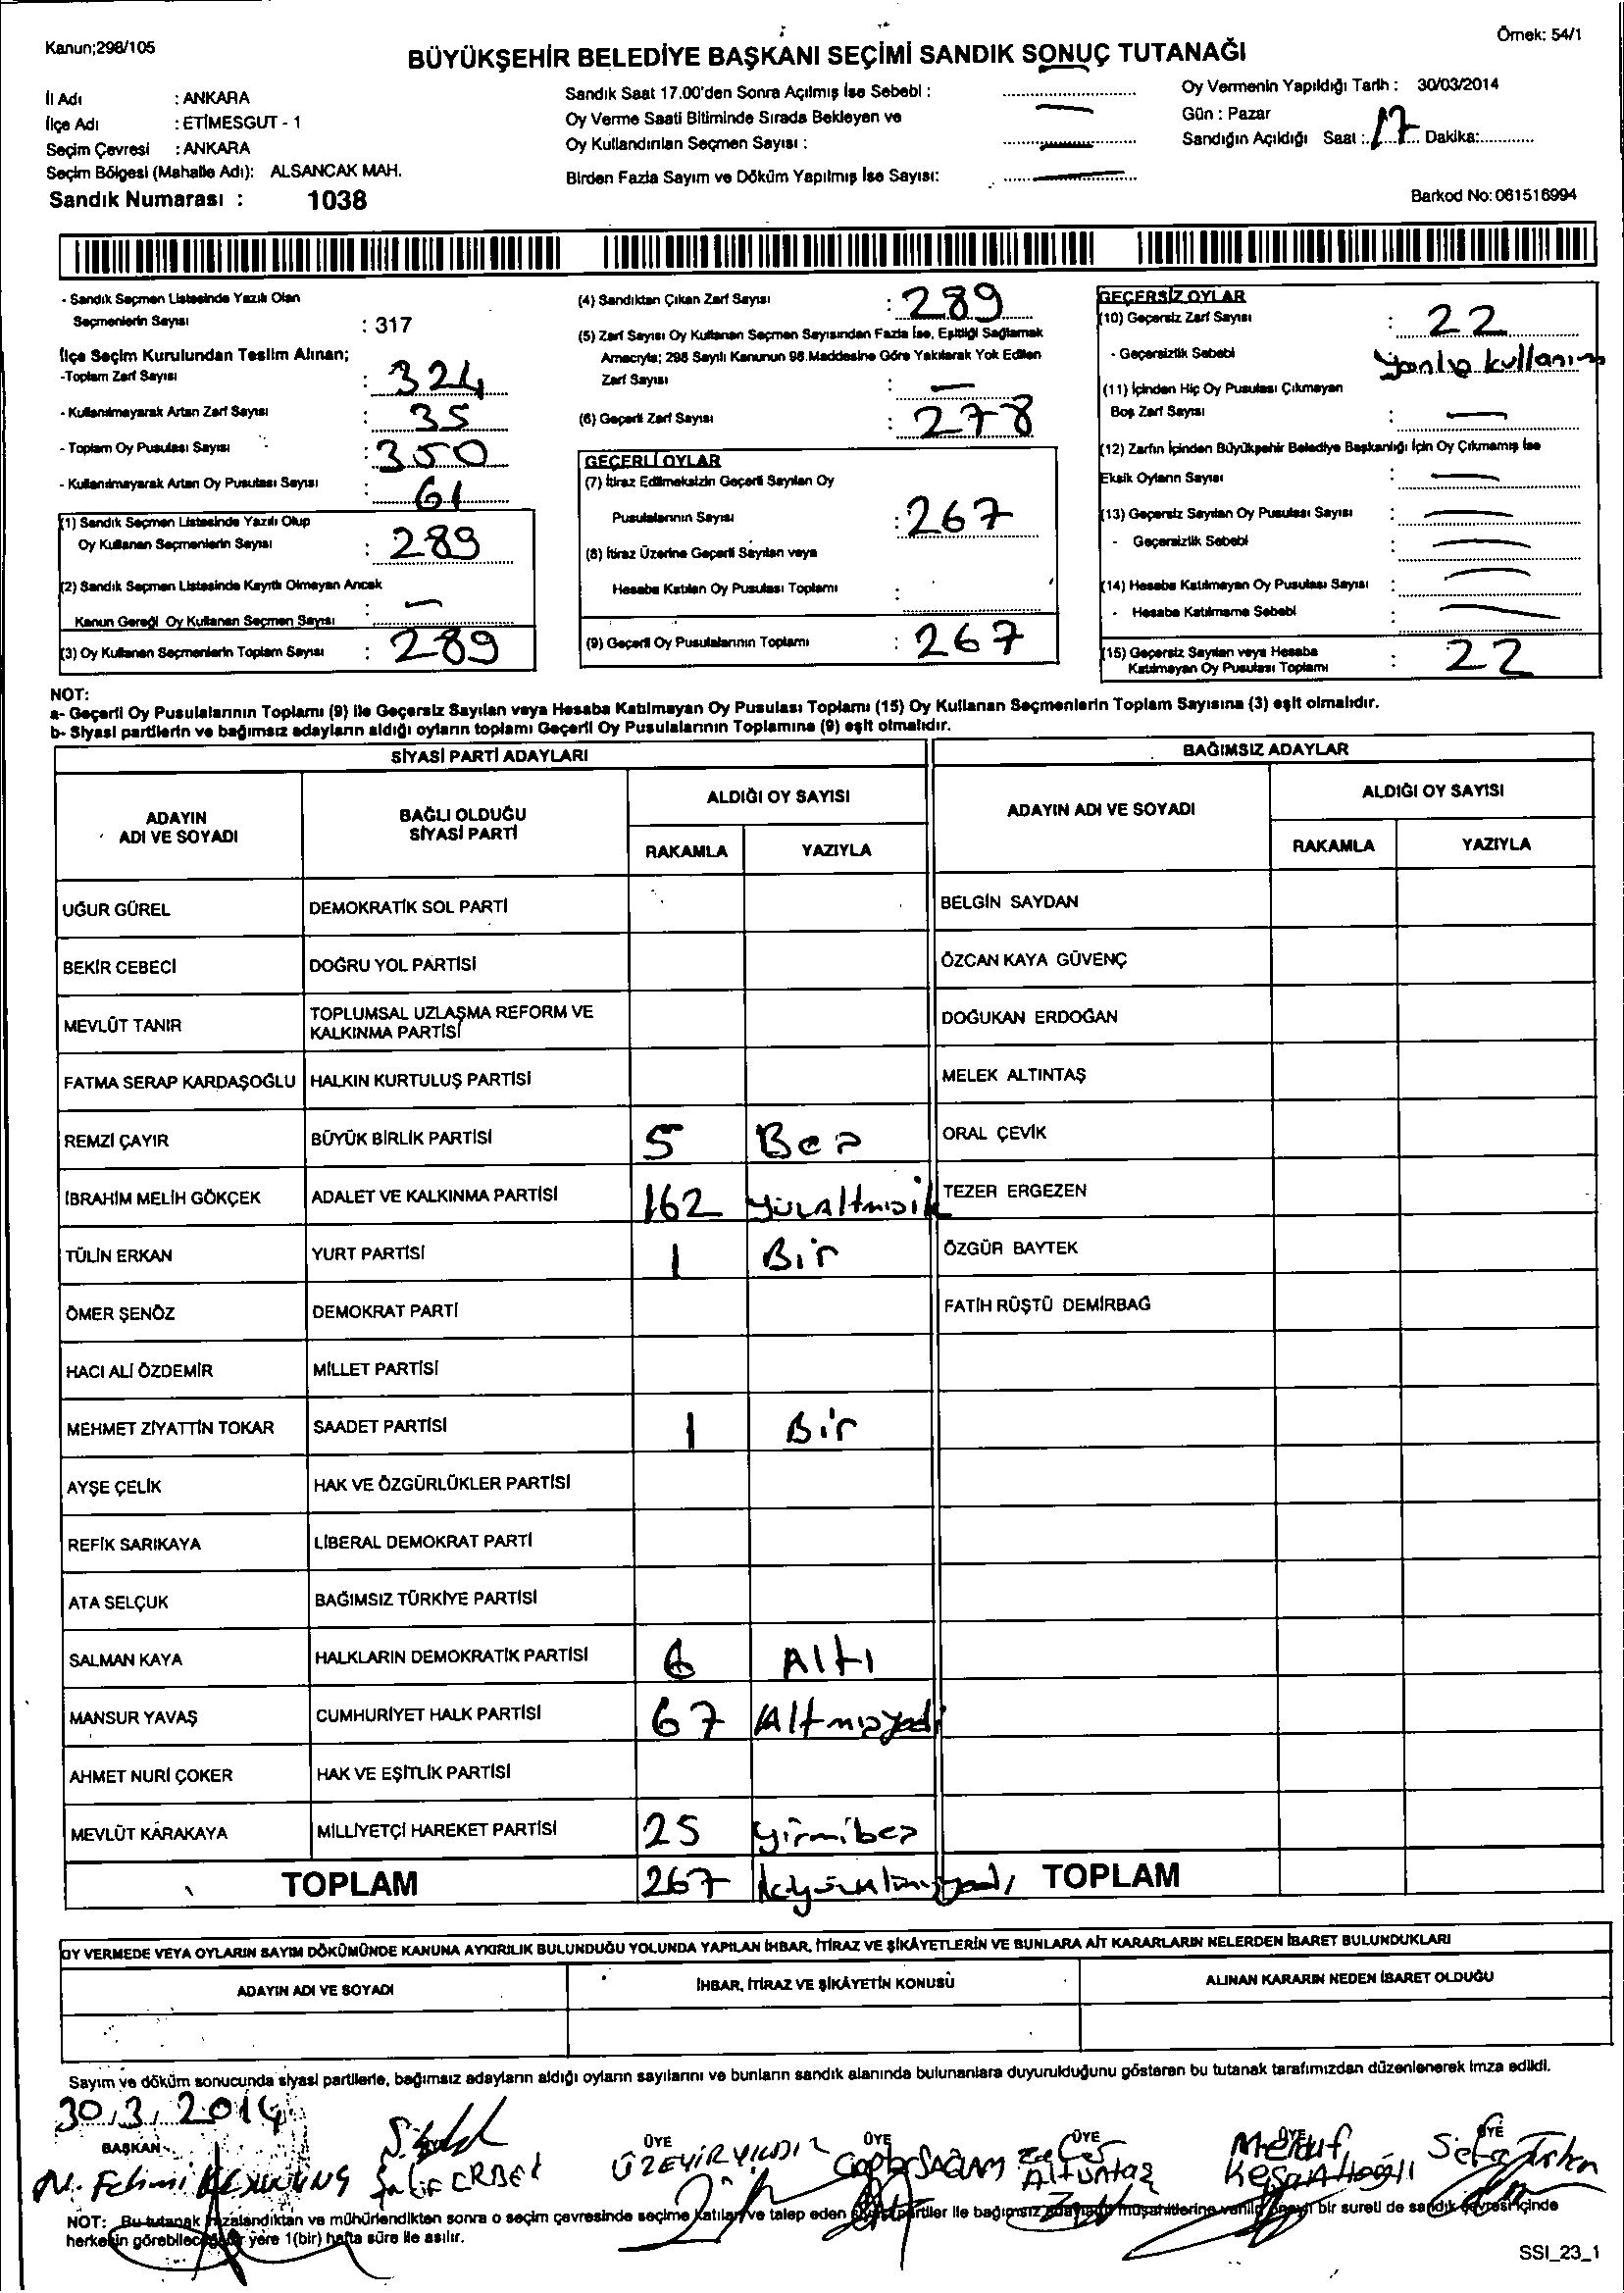 Kanun;298/105
Örnek: 54/1
BÜYÜKŞEHİR BELEDİYE BAŞKANI SEÇİMİ SANDIK SONUÇ TUTANAĞI
İl Adı : ANKARA
İlçe Adı : ETİMESGUT - 1
Seçim Çevresi : ANKARA
Seçim Bölgesi (Mahalle Adı): ALSANCAK MAH.
Sandık Numarası : 1038
Sandık Saat 17.00'den Sonra Açılmış İse Sebebi :
Oy Verme Saati Bitiminde Sırada Bekleyen ve
Oy Kullandırılan Seçmen Sayısı :
Birden Fazla Sayım ve Döküm Yapılmış İse Sayısı:
Oy Vermenin Yapıldığı Tarih : 30/03/2014
Gün : Pazar
Sandığın Açıldığı Saat : 17 Dakika:
Barkod No: 061516994
- Sandık Seçmen Listesinde Yazılı Olan
Seçmenlerin Sayısı : 317
İlçe Seçim Kurulundan Teslim Alınan;
-Toplam Zarf Sayısı : 324
- Kullanılmayarak Artan Zarf Sayısı : 35
- Toplam Oy Pusulası Sayısı : 350
- Kullanılmayarak Artan Oy Pusulası Sayısı : 61
(1) Sandık Seçmen Listesinde Yazılı Olup
Oy Kullanan Seçmenlerin Sayısı : 289
(2) Sandık Seçmen Listesinde Kayıtlı Olmayan Ancak
Kanun Gereği Oy Kullanan Seçmen Sayısı : —
(3) Oy Kullanan Seçmenlerin Toplam Sayısı : 289
(4) Sandıktan Çıkan Zarf Sayısı : 289
(5) Zarf Sayısı Oy Kullanan Seçmen Sayısından Fazla İse, Eşitliği Sağlamak
Amacıyla; 298 Sayılı Kanunun 98.Maddesine Göre Yakılarak Yok Edilen
Zarf Sayısı : —
(6) Geçerli Zarf Sayısı : 278
GEÇERLİ OYLAR
(7) İtiraz Edilmeksizin Geçerli Sayılan Oy
Pusulalarının Sayısı : 267
(8) İtiraz Üzerine Geçerli Sayılan veya
Hesaba Katılan Oy Pusulası Toplamı :
(9) Geçerli Oy Pusulalarının Toplamı : 267
GEÇERSİZ OYLAR
(10) Geçersiz Zarf Sayısı : 22
- Geçersizlik Sebebi Yanlış kullanım
(11) İçinden Hiç Oy Pusulası Çıkmayan
Boş Zarf Sayısı : —
(12) Zarfın İçinden Büyükşehir Belediye Başkanlığı İçin Oy Çıkmamış İse
Eksik Oyların Sayısı : —
(13) Geçersiz Sayılan Oy Pusulası Sayısı : —
- Geçersizlik Sebebi : —
(14) Hesaba Katılmayan Oy Pusulası Sayısı : —
- Hesaba Katılmama Sebebi : —
(15) Geçersiz Sayılan veya Hesaba
Katılmayan Oy Pusulası Toplamı : 22
NOT:
a- Geçerli Oy Pusulalarının Toplamı (9) ile Geçersiz Sayılan veya Hesaba Katılmayan Oy Pusulası Toplamı (15) Oy Kullanan Seçmenlerin Toplam Sayısına (3) eşit olmalıdır.
b- Siyasi partilerin ve bağımsız adayların aldığı oyların toplamı Geçerli Oy Pusulalarının Toplamına (9) eşit olmalıdır.
SİYASİ PARTİ ADAYLARI
BAĞIMSIZ ADAYLAR
ADAYIN
ADI VE SOYADI
BAĞLI OLDUĞU
SİYASİ PARTİ
ALDIĞI OY SAYISI
RAKAMLA YAZIYLA
ADAYIN ADI VE SOYADI
ALDIĞI OY SAYISI
RAKAMLA YAZIYLA
UĞUR GÜREL DEMOKRATİK SOL PARTİ BELGİN SAYDAN
BEKİR CEBECİ DOĞRU YOL PARTİSİ ÖZCAN KAYA GÜVENÇ
MEVLÜT TANIR TOPLUMSAL UZLAŞMA REFORM VE
KALKINMA PARTİSİ DOĞUKAN ERDOĞAN
FATMA SERAP KARDAŞOĞLU HALKIN KURTULUŞ PARTİSİ MELEK ALTINTAŞ
REMZİ ÇAYIR BÜYÜK BİRLİK PARTİSİ 5 Beş ORAL ÇEVİK
İBRAHİM MELİH GÖKÇEK ADALET VE KALKINMA PARTİSİ 162 TEZER ERGEZEN
TÜLİN ERKAN YURT PARTİSİ 1 Bir ÖZGÜR BAYTEK
ÖMER ŞENÖZ DEMOKRAT PARTİ FATİH RÜŞTÜ DEMİRBAĞ
HACI ALİ ÖZDEMİR MİLLET PARTİSİ
MEHMET ZİYATTİN TOKAR SAADET PARTİSİ 1 Bir
AYŞE ÇELİK HAK VE ÖZGÜRLÜKLER PARTİSİ
REFİK SARIKAYA LİBERAL DEMOKRAT PARTİ
ATA SELÇUK BAĞIMSIZ TÜRKİYE PARTİSİ
SALMAN KAYA HALKLARIN DEMOKRATİK PARTİSİ 6 Altı
MANSUR YAVAŞ CUMHURİYET HALK PARTİSİ 67 Altmışyedi
AHMET NURİ ÇOKER HAK VE EŞİTLİK PARTİSİ
MEVLÜT KARAKAYA MİLLİYETÇİ HAREKET PARTİSİ 25 yirmibeş
TOPLAM 267 TOPLAM
OY VERMEDE VEYA OYLARIN SAYIM DÖKÜMÜNDE KANUNA AYKIRILIK BULUNDUĞU YOLUNDA YAPILAN İHBAR, İTİRAZ VE ŞİKÂYETLERİN VE BUNLARA AİT KARARLARIN NELERDEN İBARET BULUNDUKLARI
ADAYIN ADI VE SOYADI İHBAR, İTİRAZ VE ŞİKÂYETİN KONUSU ALINAN KARARIN NEDEN İBARET OLDUĞU
Sayım ve döküm sonucunda siyasi partilerle, bağımsız adayların aldığı oyların sayılarını ve bunların sandık alanında bulunanlara duyurulduğunu gösteren bu tutanak tarafımızdan düzenlenerek imza edildi.
30.3.2014
BAŞKAN ÜYE ÜYE ÜYE ÜYE ÜYE
ÜZEYİR YILDIZ
NOT: Bu tutanak imzalandıktan ve mühürlendikten sonra o seçim çevresinde seçime katılan ve talep eden siyasi partiler ile bağımsız adayların müşahitlerine verilir, onaylı bir sureti de sandık çevresi içinde
herkesin görebileceği bir yere 1(bir) hafta süre ile asılır.
SSI_23_1